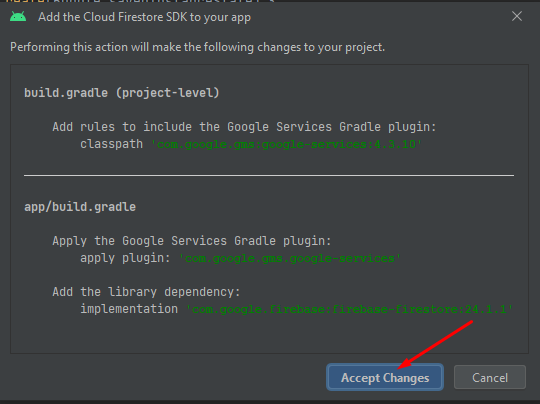 Add the Cloud Firestore SDK to your app
Performing this action will make the following changes to your project.
build.gradle (project-level)
Add rules to include the Google Services Gradle plugin:
classpath 'com.google.gms:google-services:4.3.10'
app/build.gradle
Apply the Google Services Gradle plugin:
apply plugin: 'com.google.gms.google-services'
Add the library dependency:
implementation 'com.google.firebase:firebase-firestore:24.1.1'
Accept Changes
Cancel